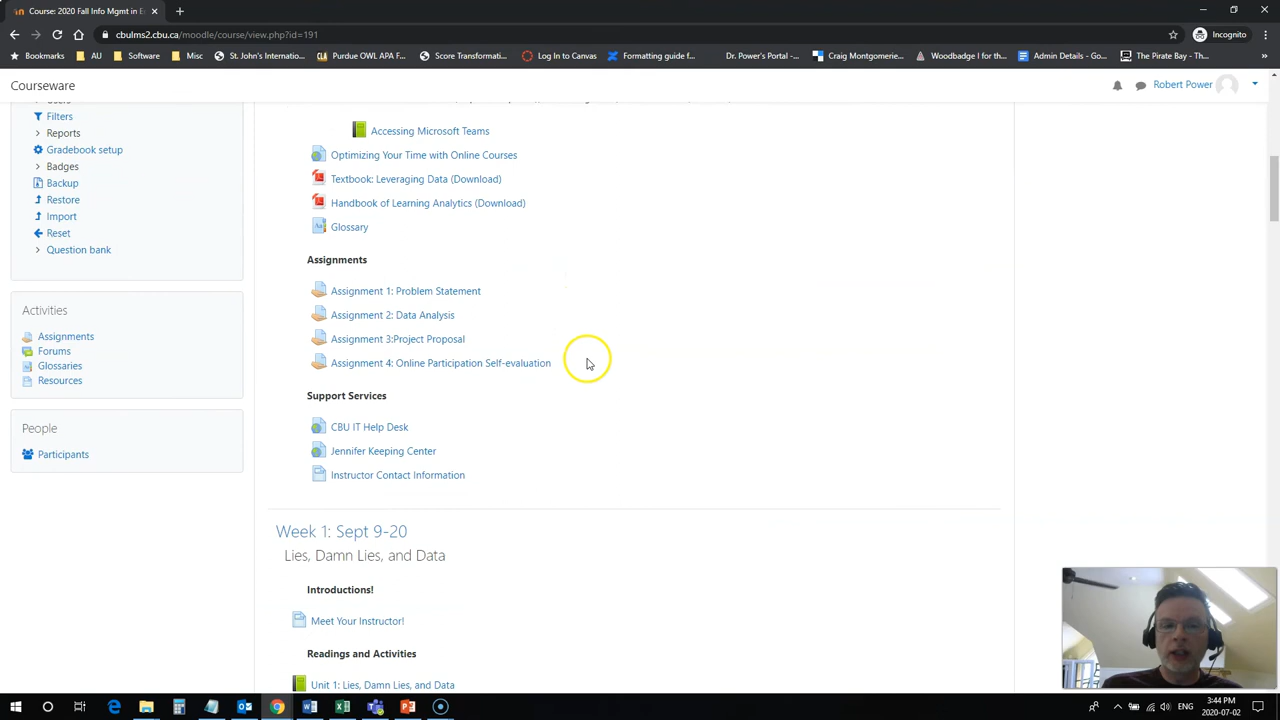 Course: 2020 Fall Info Mgmt in E
cbulms2.cbu.ca/moodle/course/view.php?id=191
Incognito
Bookmarks
AU
Software
Misc
St. John's Internatio...
Purdue OWL APA F...
Score Transformati...
Log In to Canvas
Formatting guide f...
Dr. Power's Portal -...
Craig Montgomerie...
Woodbadge I for th...
Admin Details - Go...
The Pirate Bay - Th...
Courseware
Robert Power
Users
Filters
Reports
Gradebook setup
Badges
Backup
Restore
Import
Reset
Question bank
Activities
Assignments
Forums
Glossaries
Resources
People
Participants
Accessing Microsoft Teams
Optimizing Your Time with Online Courses
Textbook: Leveraging Data (Download)
Handbook of Learning Analytics (Download)
Glossary
Assignments
Assignment 1: Problem Statement
Assignment 2: Data Analysis
Assignment 3:Project Proposal
Assignment 4: Online Participation Self-evaluation
Support Services
CBU IT Help Desk
Jennifer Keeping Center
Instructor Contact Information
Week 1: Sept 9-20
Lies, Damn Lies, and Data
Introductions!
Meet Your Instructor!
Readings and Activities
Unit 1: Lies, Damn Lies, and Data
ENG
3:44 PM
2020-07-02